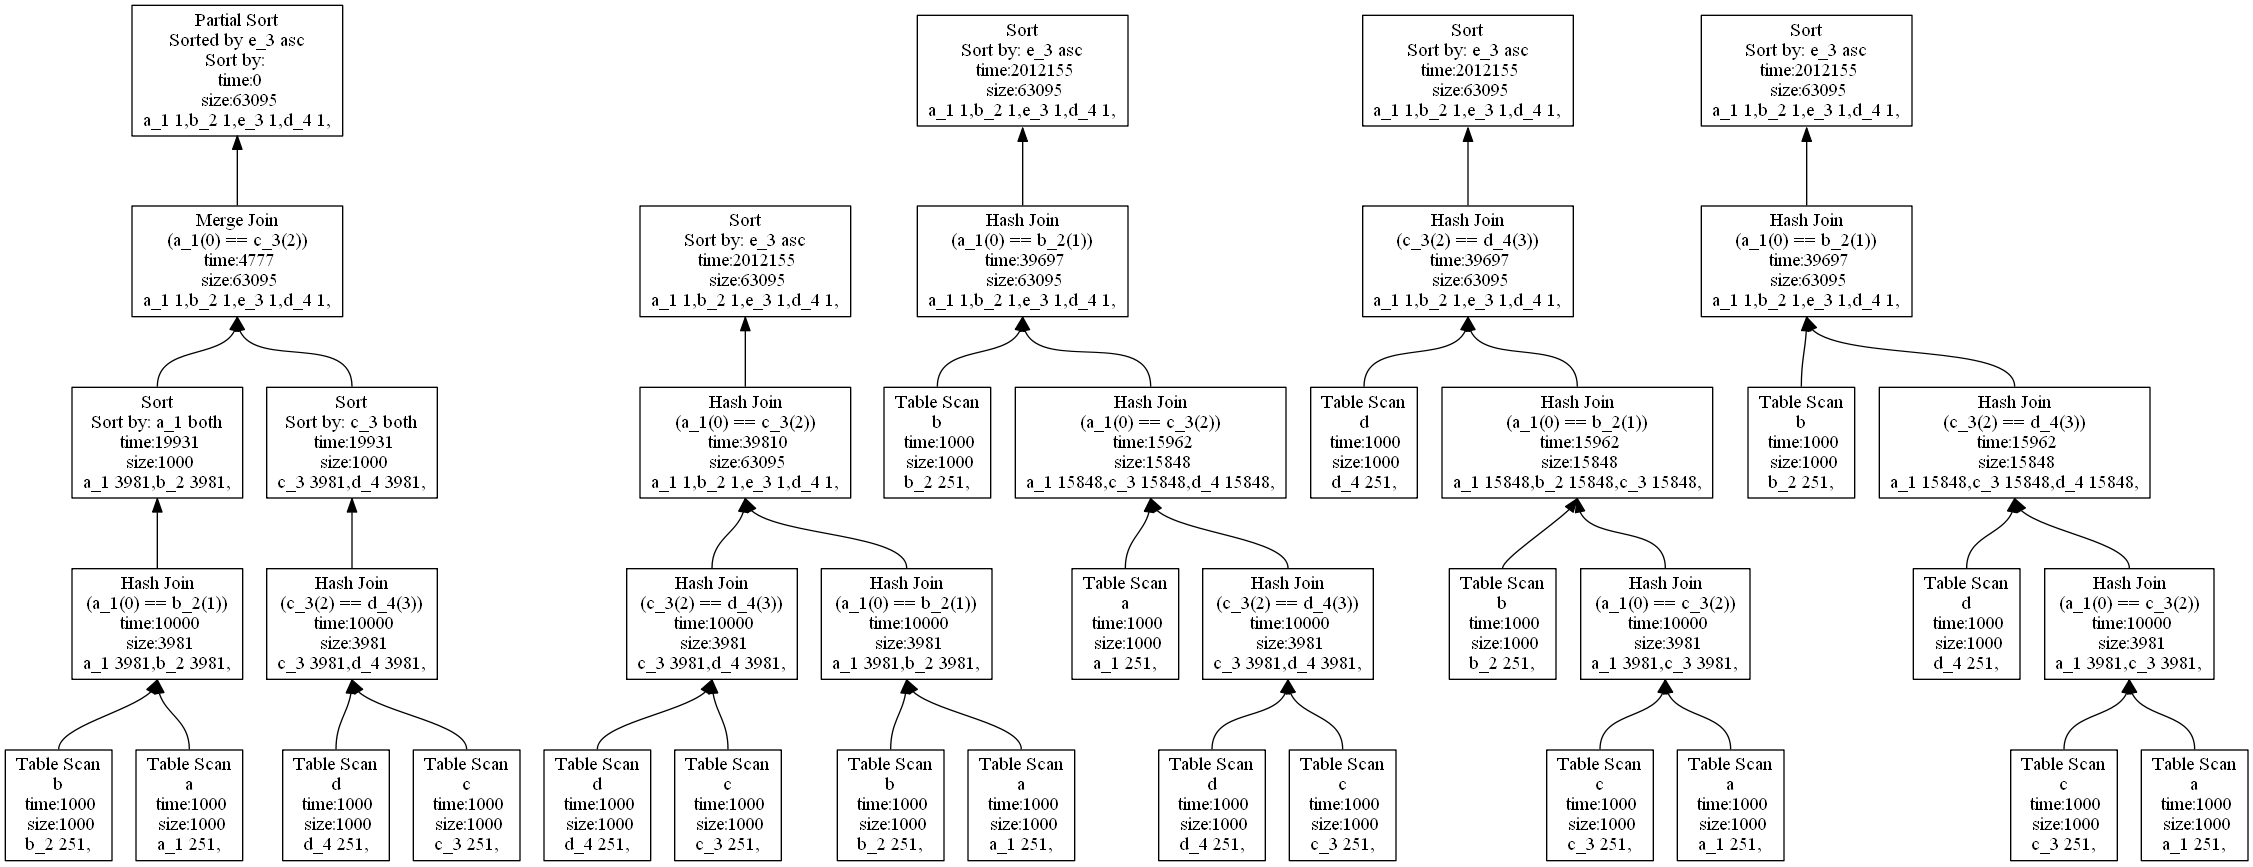 Partial Sort
Sorted by e_3 asc
Sort by:
time:0
size:63095
a_1 1,b_2 1,e_3 1,d_4 1,
Sort
Sort by: e_3 asc
time:2012155
size:63095
a_1 1,b_2 1,e_3 1,d_4 1,
Sort
Sort by: e_3 asc
time:2012155
size:63095
a_1 1,b_2 1,e_3 1,d_4 1,
Sort
Sort by: e_3 asc
time:2012155
size:63095
a_1 1,b_2 1,e_3 1,d_4 1,
Merge Join
(a_1(0) == c_3(2))
time:4777
size:63095
a_1 1,b_2 1,e_3 1,d_4 1,
Sort
Sort by: e_3 asc
time:2012155
size:63095
a_1 1,b_2 1,e_3 1,d_4 1,
Hash Join
(a_1(0) == b_2(1))
time:39697
size:63095
a_1 1,b_2 1,e_3 1,d_4 1,
Hash Join
(c_3(2) == d_4(3))
time:39697
size:63095
a_1 1,b_2 1,e_3 1,d_4 1,
Hash Join
(a_1(0) == b_2(1))
time:39697
size:63095
a_1 1,b_2 1,e_3 1,d_4 1,
Sort
Sort by: a_1 both
time:19931
size:1000
a_1 3981,b_2 3981,
Sort
Sort by: c_3 both
time:19931
size:1000
c_3 3981,d_4 3981,
Hash Join
(a_1(0) == c_3(2))
time:39810
size:63095
a_1 1,b_2 1,e_3 1,d_4 1,
Table Scan
b
time:1000
size:1000
b_2 251,
Hash Join
(a_1(0) == c_3(2))
time:15962
size:15848
a_1 15848,c_3 15848,d_4 15848,
Table Scan
d
time:1000
size:1000
d_4 251,
Hash Join
(a_1(0) == b_2(1))
time:15962
size:15848
a_1 15848,b_2 15848,c_3 15848,
Table Scan
b
time:1000
size:1000
b_2 251,
Hash Join
(c_3(2) == d_4(3))
time:15962
size:15848
a_1 15848,c_3 15848,d_4 15848,
Hash Join
(a_1(0) == b_2(1))
time:10000
size:3981
a_1 3981,b_2 3981,
Hash Join
(c_3(2) == d_4(3))
time:10000
size:3981
c_3 3981,d_4 3981,
Hash Join
(c_3(2) == d_4(3))
time:10000
size:3981
c_3 3981,d_4 3981,
Hash Join
(a_1(0) == b_2(1))
time:10000
size:3981
a_1 3981,b_2 3981,
Table Scan
a
time:1000
size:1000
a_1 251,
Hash Join
(c_3(2) == d_4(3))
time:10000
size:3981
c_3 3981,d_4 3981,
Table Scan
b
time:1000
size:1000
b_2 251,
Hash Join
(a_1(0) == c_3(2))
time:10000
size:3981
a_1 3981,c_3 3981,
Table Scan
d
time:1000
size:1000
d_4 251,
Hash Join
(a_1(0) == c_3(2))
time:10000
size:3981
a_1 3981,c_3 3981,
Table Scan
b
time:1000
size:1000
b_2 251,
Table Scan
a
time:1000
size:1000
a_1 251,
Table Scan
d
time:1000
size:1000
d_4 251,
Table Scan
c
time:1000
size:1000
c_3 251,
Table Scan
d
time:1000
size:1000
d_4 251,
Table Scan
c
time:1000
size:1000
c_3 251,
Table Scan
b
time:1000
size:1000
b_2 251,
Table Scan
a
time:1000
size:1000
a_1 251,
Table Scan
d
time:1000
size:1000
d_4 251,
Table Scan
c
time:1000
size:1000
c_3 251,
Table Scan
c
time:1000
size:1000
c_3 251,
Table Scan
a
time:1000
size:1000
a_1 251,
Table Scan
c
time:1000
size:1000
c_3 251,
Table Scan
a
time:1000
size:1000
a_1 251,